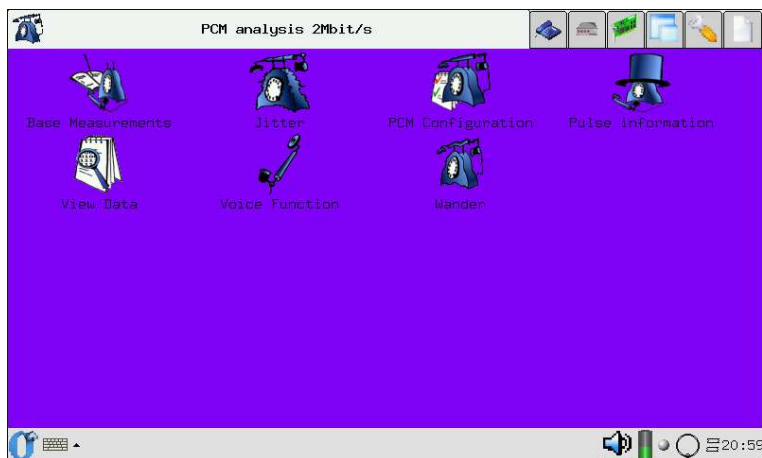 PCM analysis 2Mbit/s
Base Measurements
Jitter
PCM Configuration
Pulse information
View Data
Voice Function
Wander
20:59